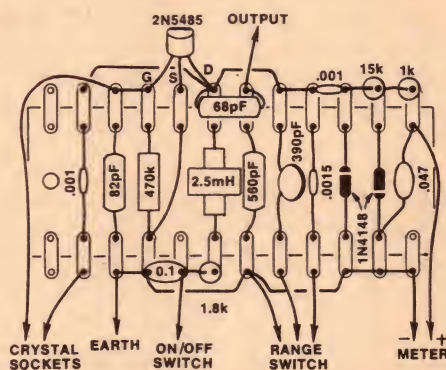 2N5485
OUTPUT
G
S
D
68pF
.001
15k
1k
.001
82pF
470k
2.5mH
560pF
390pF
.0015
1N4148
.047
0.1
1.8k
CRYSTAL
SOCKETS
EARTH
ON/OFF
SWITCH
RANGE
SWITCH
- +
METER